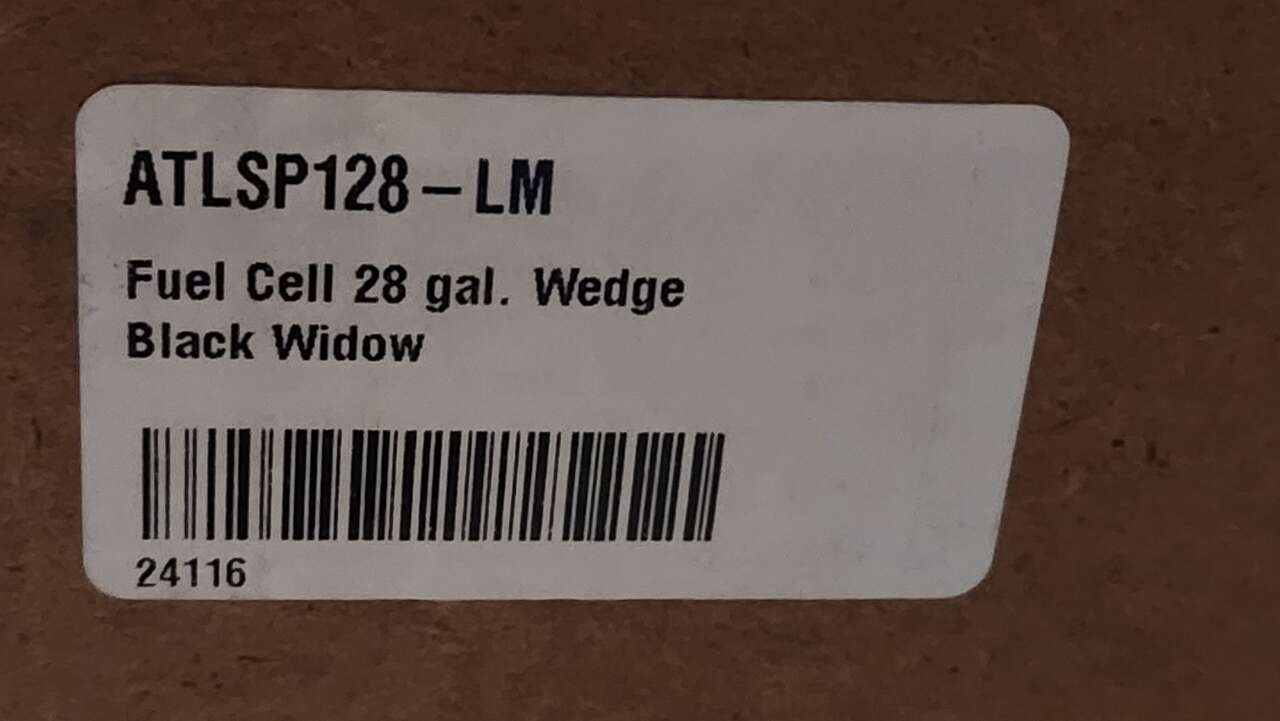 ATLSP128-LM
Fuel Cell 28 gal. Wedge
Black Widow
24116